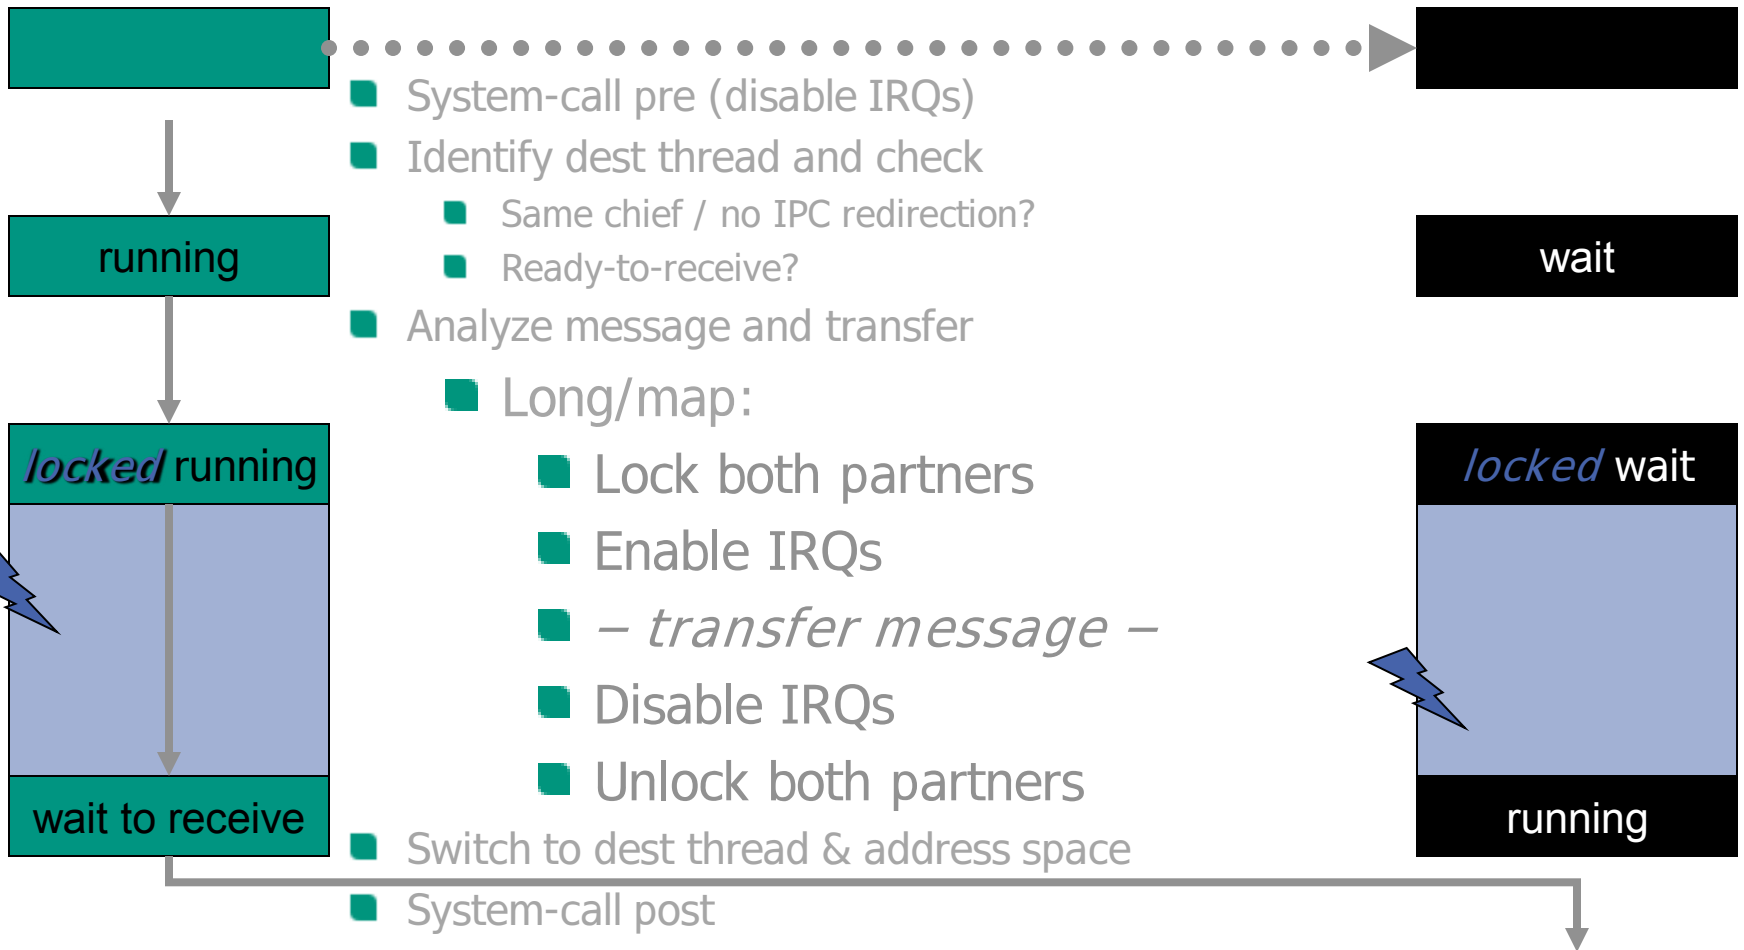 System-call pre (disable IRQs)
Identify dest thread and check
Same chief / no IPC redirection?
running
wait
Ready-to-receive?
Analyze message and transfer
Long/map:
locked running
Lock both partners
locked wait
Enable IRQs
– transfer message –
Disable IRQs
Unlock both partners
wait to receive
running
Switch to dest thread & address space
System-call post